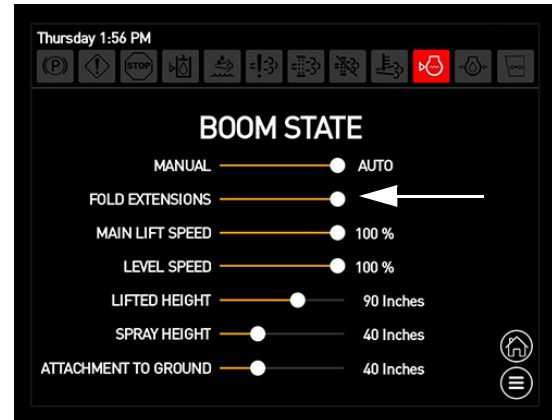 Thursday 1:56 PM
(P) STOP
BOOM STATE
MANUAL AUTO
FOLD EXTENSIONS
MAIN LIFT SPEED 100 %
LEVEL SPEED 100 %
LIFTED HEIGHT 90 Inches
SPRAY HEIGHT 40 Inches
ATTACHMENT TO GROUND 40 Inches